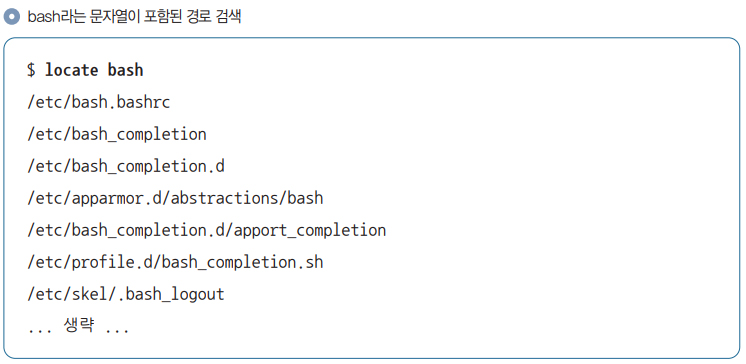 bash라는 문자열이 포함된 경로 검색
$ locate bash
/etc/bash.bashrc
/etc/bash_completion
/etc/bash_completion.d
/etc/apparmor.d/abstractions/bash
/etc/bash_completion.d/apport_completion
/etc/profile.d/bash_completion.sh
/etc/skel/.bash_logout
... 생략 ...